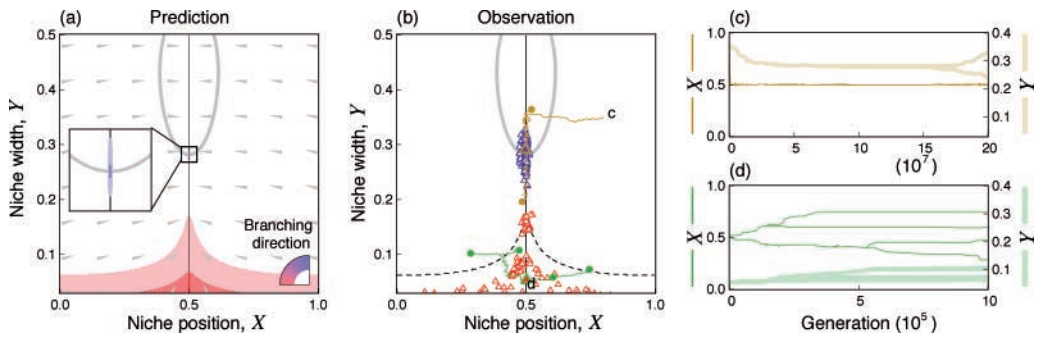 (a) Prediction
0.5
0.4
0.3
0.2
0.1
Niche width, Y
Branching
direction
0.0 0.5 1.0
Niche position, X
(b) Observation
0.5
0.4
0.3
0.2
0.1
Niche width, Y
c
d
0.0 0.5 1.0
Niche position, X
(c)
1.0
0.5
0.0
X
0.4
0.3
0.2
0.1
Y
0 5 10 15 20
(10⁷)
(d)
1.0
0.5
0.0
X
0.4
0.3
0.2
0.1
Y
0 5 10
Generation (10⁵)